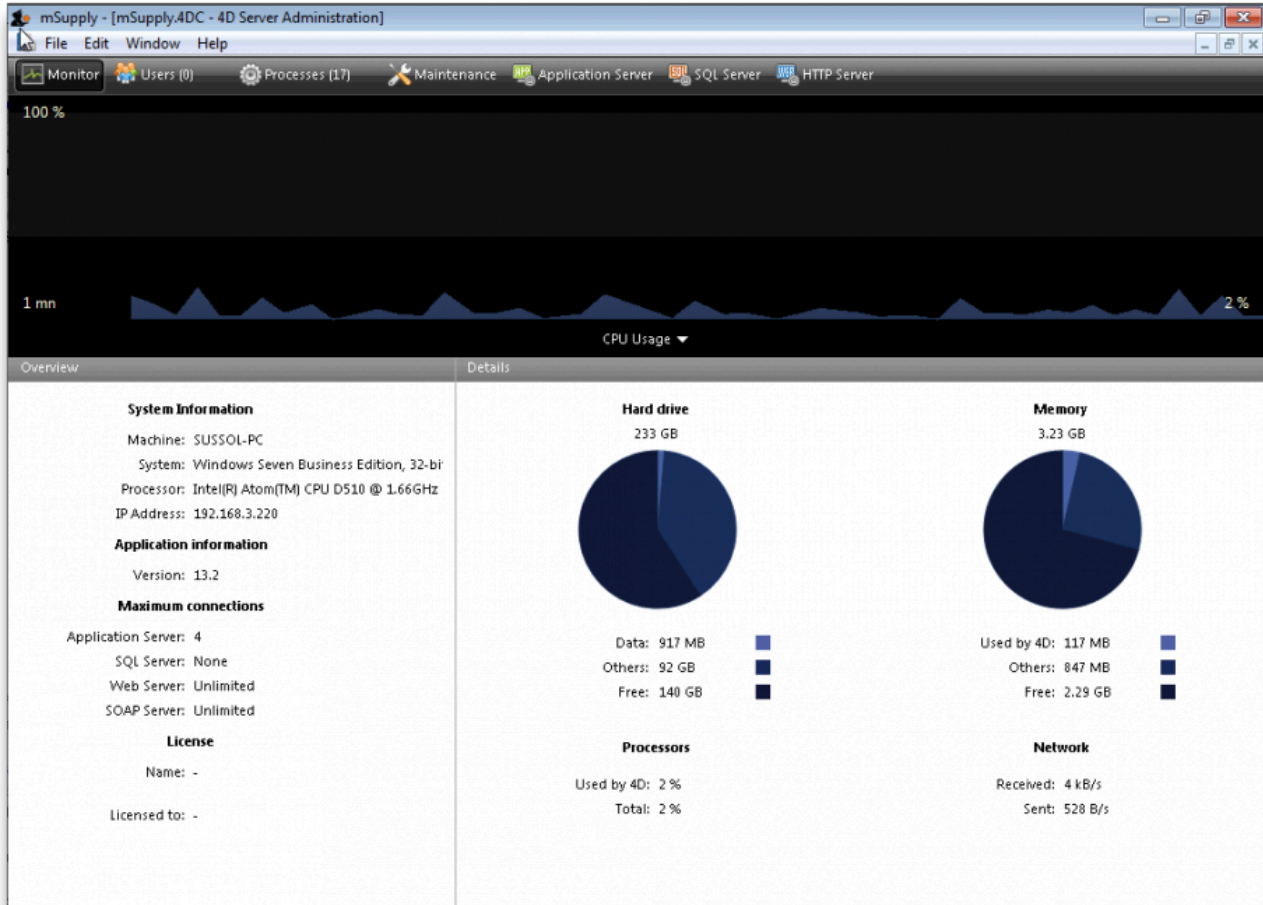 mSupply - [mSupply.4DC - 4D Server Administration]
File Edit Window Help
Monitor Users (0) Processes (17) Maintenance Application Server SQL Server HTTP Server
100 %
1 mn
2 %
CPU Usage
Overview
Details
System Information
Machine: SUSSOL-PC
System: Windows Seven Business Edition, 32-bi
Processor: Intel(R) Atom(TM) CPU D510 @ 1.66GHz
IP Address: 192.168.3.220
Application information
Version: 13.2
Maximum connections
Application Server: 4
SQL Server: None
Web Server: Unlimited
SOAP Server: Unlimited
License
Name: -
Licensed to: -
Hard drive
233 GB
Data: 917 MB
Others: 92 GB
Free: 140 GB
Memory
3.23 GB
Used by 4D: 117 MB
Others: 847 MB
Free: 2.29 GB
Processors
Used by 4D: 2 %
Total: 2 %
Network
Received: 4 kB/s
Sent: 528 B/s